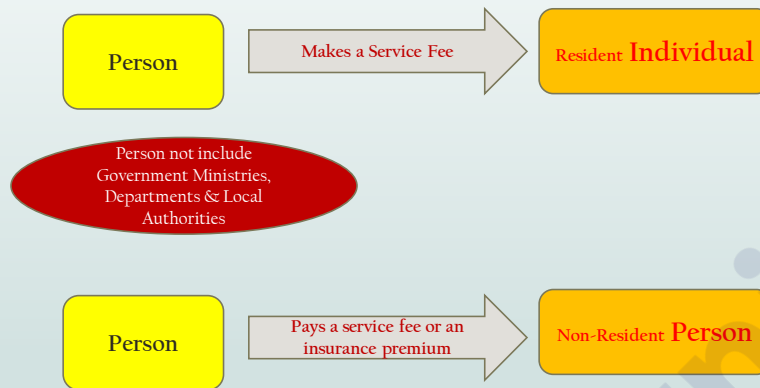 Person
Makes a Service Fee
Resident Individual
Person not include
Government Ministries,
Departments & Local
Authorities
Person
Pays a service fee or an
insurance premium
Non-Resident Person